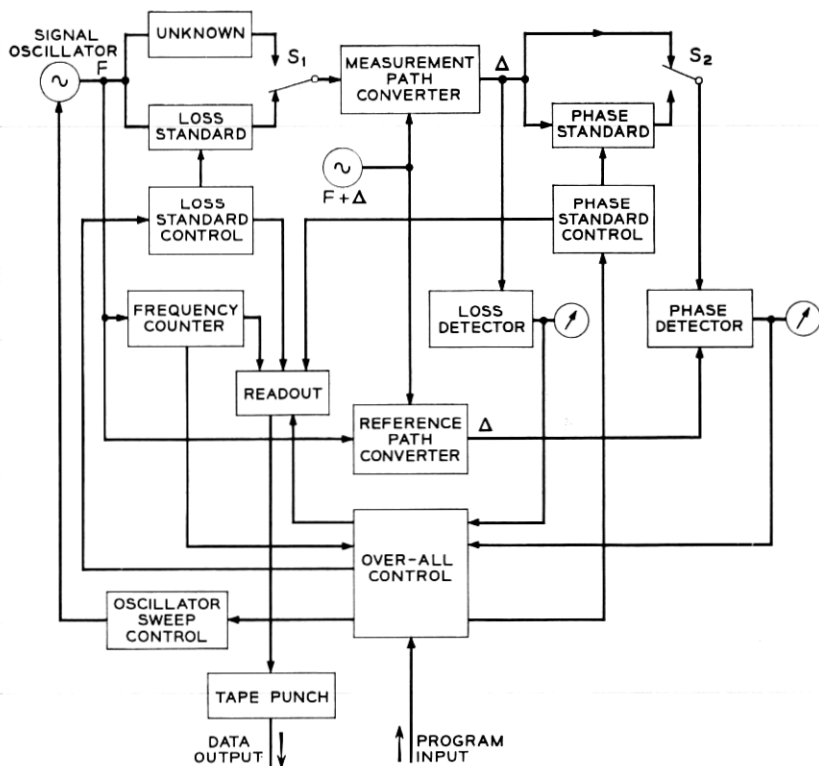 SIGNAL
OSCILLATOR
F
UNKNOWN
S1
MEASUREMENT
PATH
CONVERTER
Δ
S2
LOSS
STANDARD
PHASE
STANDARD
F + Δ
LOSS
STANDARD
CONTROL
PHASE
STANDARD
CONTROL
FREQUENCY
COUNTER
LOSS
DETECTOR
PHASE
DETECTOR
READOUT
REFERENCE
PATH
CONVERTER
Δ
OVER-ALL
CONTROL
OSCILLATOR
SWEEP
CONTROL
TAPE PUNCH
DATA
OUTPUT
PROGRAM
INPUT